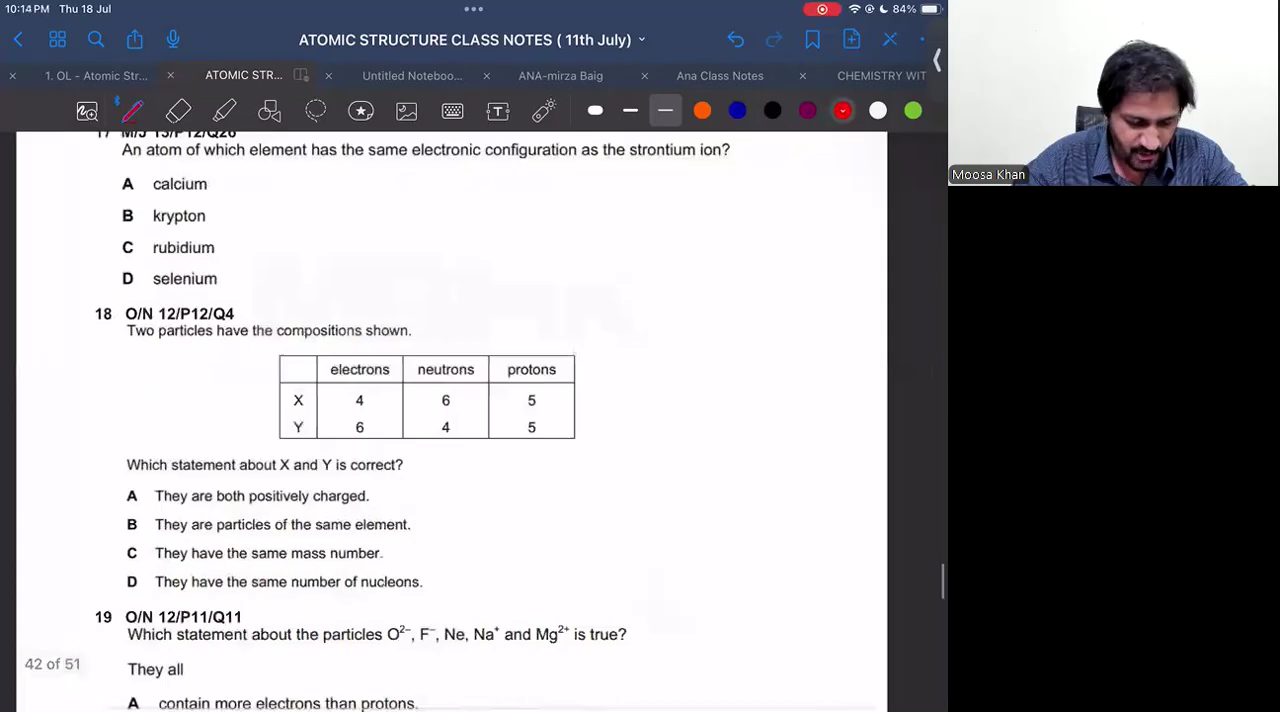 10:14 PM Thu 18 Jul
84%
ATOMIC STRUCTURE CLASS NOTES ( 11th July)
1. OL - Atomic Str...
ATOMIC STR...
Untitled Noteboo...
ANA-mirza Baig
Ana Class Notes
CHEMISTRY WIT
17 M/J 13/P12/Q26
An atom of which element has the same electronic configuration as the strontium ion?
A calcium
B krypton
C rubidium
D selenium
18 O/N 12/P12/Q4
Two particles have the compositions shown.
electrons neutrons protons
X 4 6 5
Y 6 4 5
Which statement about X and Y is correct?
A They are both positively charged.
B They are particles of the same element.
C They have the same mass number.
D They have the same number of nucleons.
19 O/N 12/P11/Q11
Which statement about the particles O²⁻, F⁻, Ne, Na⁺ and Mg²⁺ is true?
They all
A contain more electrons than protons.
42 of 51
Moosa Khan